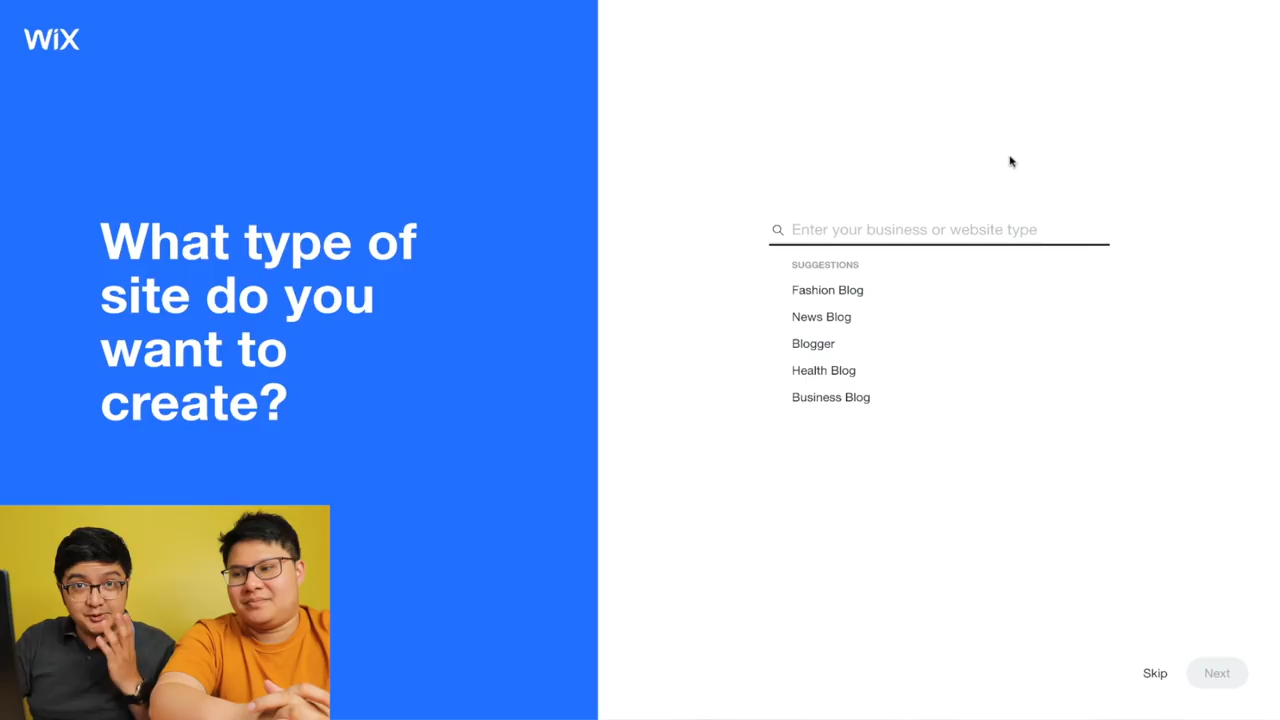 WiX
What type of
site do you
want to
create?
Enter your business or website type
SUGGESTIONS
Fashion Blog
News Blog
Blogger
Health Blog
Business Blog
Skip
Next